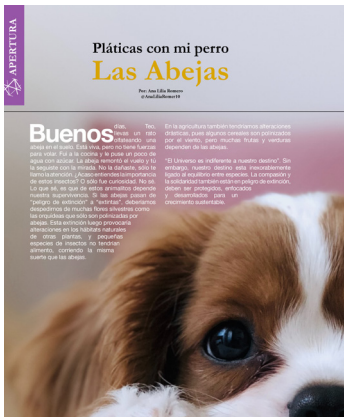 APERTURA
Pláticas con mi perro
Las Abejas
Por: Ana Lilia Romero
@AnaLiliaRomer10
Buenos días, Teo,
llevas un rato
olfateando una
abeja en el suelo. Está viva, pero no tiene fuerzas
para volar. Fui a la cocina y le puse un poco de
agua con azúcar. La abeja remontó el vuelo y tú
la seguiste con la mirada. No la dañaste, sólo te
llamó la atención. ¿Acaso entiendes la importancia
de estos insectos? O sólo fue curiosidad. No sé.
Lo que sé, es que de estos animalitos depende
nuestra supervivencia. Si las abejas pasan de
"peligro de extinción" a "extintas", deberíamos
despedirnos de muchas flores silvestres como
las orquídeas que sólo son polinizadas por
abejas. Esta extinción luego provocaría
alteraciones en los hábitats naturales
de otras plantas, y pequeñas
especies de insectos no tendrían
alimento, corriendo la misma
suerte que las abejas.
En la agricultura también tendríamos alteraciones
drásticas, pues algunos cereales son polinizados
por el viento, pero muchas frutas y verduras
dependen de las abejas.
"El Universo es indiferente a nuestro destino". Sin
embargo, nuestro destino está irrevocablemente
ligado al equilibrio entre especies. La compasión y
la solidaridad también están en peligro de extinción,
deben ser protegidos, enfocados
y desarrollados para un
crecimiento sustentable.